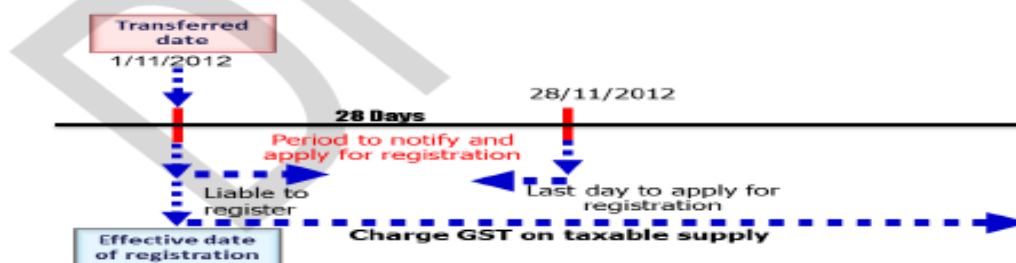 Transferred
date
1/11/2012
28/11/2012
28 Days
Period to notify and
apply for registration
Liable to
register
Last day to apply for
registration
Charge GST on taxable supply
Effective date
of registration